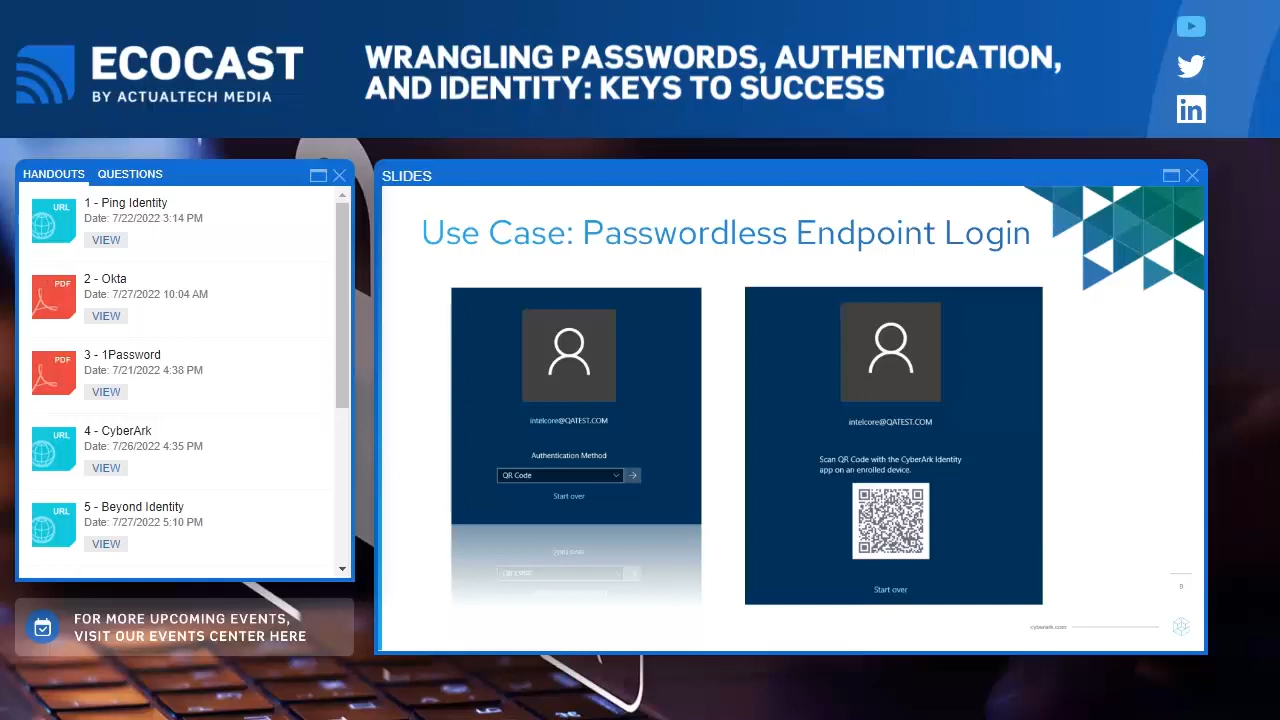 ECOCAST
BY ACTUALTECH MEDIA
WRANGLING PASSWORDS, AUTHENTICATION,
AND IDENTITY: KEYS TO SUCCESS
HANDOUTS QUESTIONS
URL
1 - Ping Identity
Date: 7/22/2022 3:14 PM
VIEW
PDF
2 - Okta
Date: 7/27/2022 10:04 AM
VIEW
PDF
3 - 1Password
Date: 7/21/2022 4:38 PM
VIEW
URL
4 - CyberArk
Date: 7/26/2022 4:35 PM
VIEW
URL
5 - Beyond Identity
Date: 7/27/2022 5:10 PM
VIEW
FOR MORE UPCOMING EVENTS,
VISIT OUR EVENTS CENTER HERE
SLIDES
Use Case: Passwordless Endpoint Login
intelcore@QATEST.COM
Authentication Method
QR Code
Start over
intelcore@QATEST.COM
Scan QR Code with the CyberArk Identity
app on an enrolled device.
Start over
9
cyberark.com